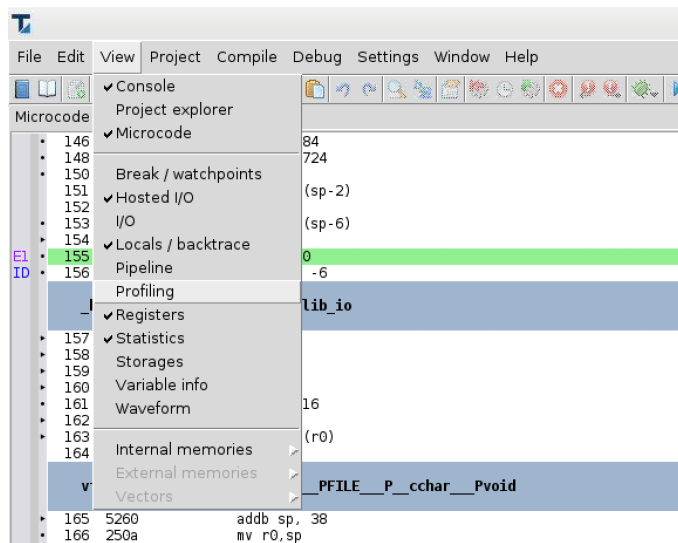 File Edit View Project Compile Debug Settings Window Help
Console
Project explorer
Microcode
Break / watchpoints
Hosted I/O
I/O
Locals / backtrace
Pipeline
Profiling
Registers
Statistics
Storages
Variable info
Waveform
Internal memories
External memories
Vectors
Microcode
146 84
148 724
150
151 (sp-2)
152
153 (sp-6)
154
E1 155 0
ID 156 -6
lib_io
157
158
159
160
161 16
162
163 (r0)
164
__PFILE___P__cchar___Pvoid
165 5260 addb sp, 38
166 250a mv r0,sp